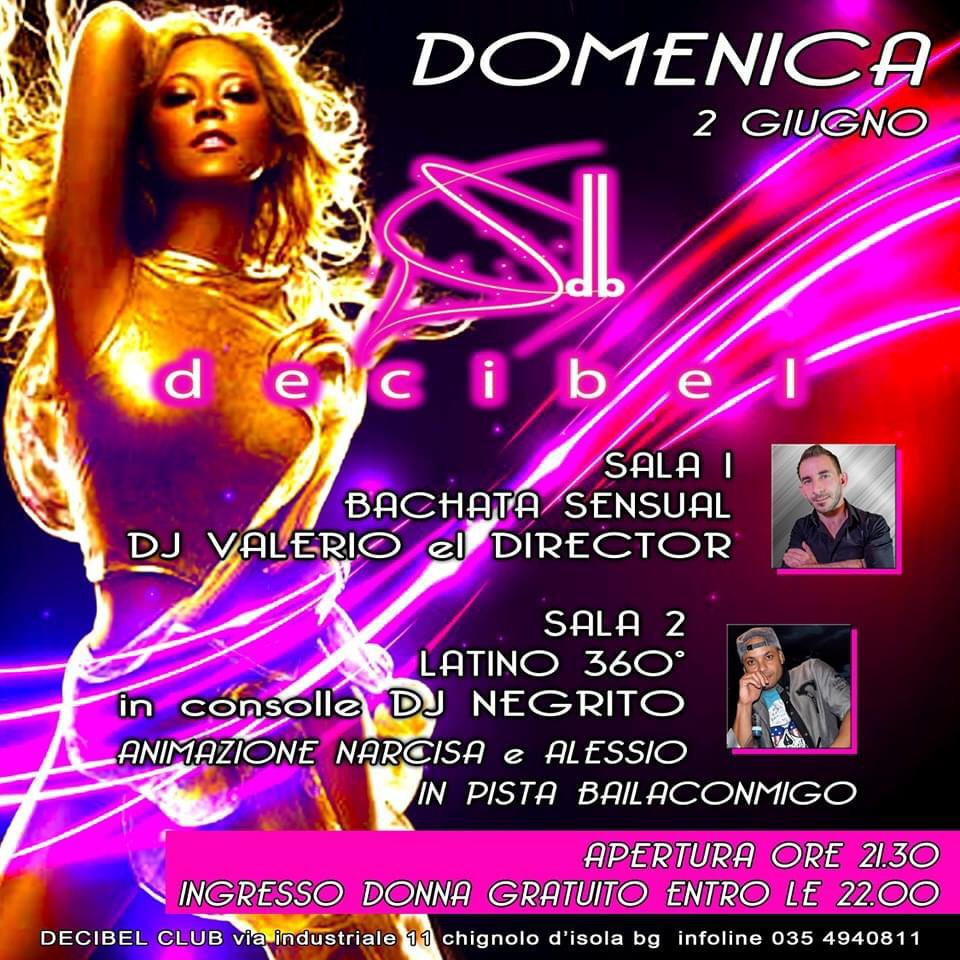 DOMENICA
2 GIUGNO
db
decibel
SALA 1
BACHATA SENSUAL
DJ VALERIO el DIRECTOR
SALA 2
LATINO 360°
in consolle DJ NEGRITO
ANIMAZIONE NARCISA e ALESSIO
IN PISTA BAILACONMIGO
APERTURA ORE 21.30
INGRESSO DONNA GRATUITO ENTRO LE 22.00
DECIBEL CLUB via industriale 11 chignolo d'isola bg infoline 035 4940811